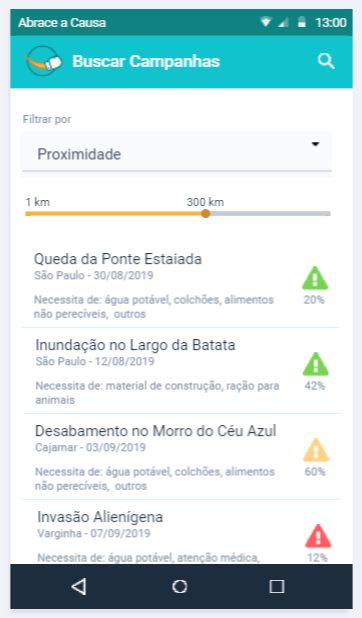 Abrace a Causa 13:00
Buscar Campanhas
Filtrar por
Proximidade
1 km 300 km
Queda da Ponte Estaiada
São Paulo - 30/08/2019
Necessita de: água potável, colchões, alimentos
não perecíveis, outros
20%
Inundação no Largo da Batata
São Paulo - 12/08/2019
Necessita de: material de construção, ração para
animais
42%
Desabamento no Morro do Céu Azul
Cajamar - 03/09/2019
Necessita de: água potável, colchões, alimentos
não perecíveis, outros
60%
Invasão Alienígena
Varginha - 07/09/2019
Necessita de: água potável, atenção médica,
12%